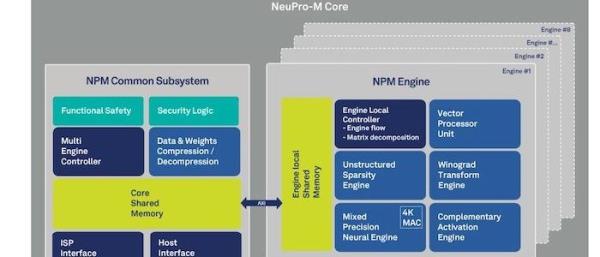 NeuPro-M Core
Engine #8
Engine #...
Engine #2
Engine #1
NPM Common Subsystem
Functional Safety
Security Logic
Multi
Engine
Controller
Data & Weights
Compression /
Decompression
Core
Shared
Memory
ISP
Interface
Host
Interface
AXI
NPM Engine
Engine local
Shared
Memory
Engine Local
Controller
- Engine flow
- Matrix decomposition
Vector
Processor
Unit
Unstructured
Sparsity
Engine
Winograd
Transform
Engine
Mixed
Precision
Neural Engine
4K
MAC
Complementary
Activation
Engine